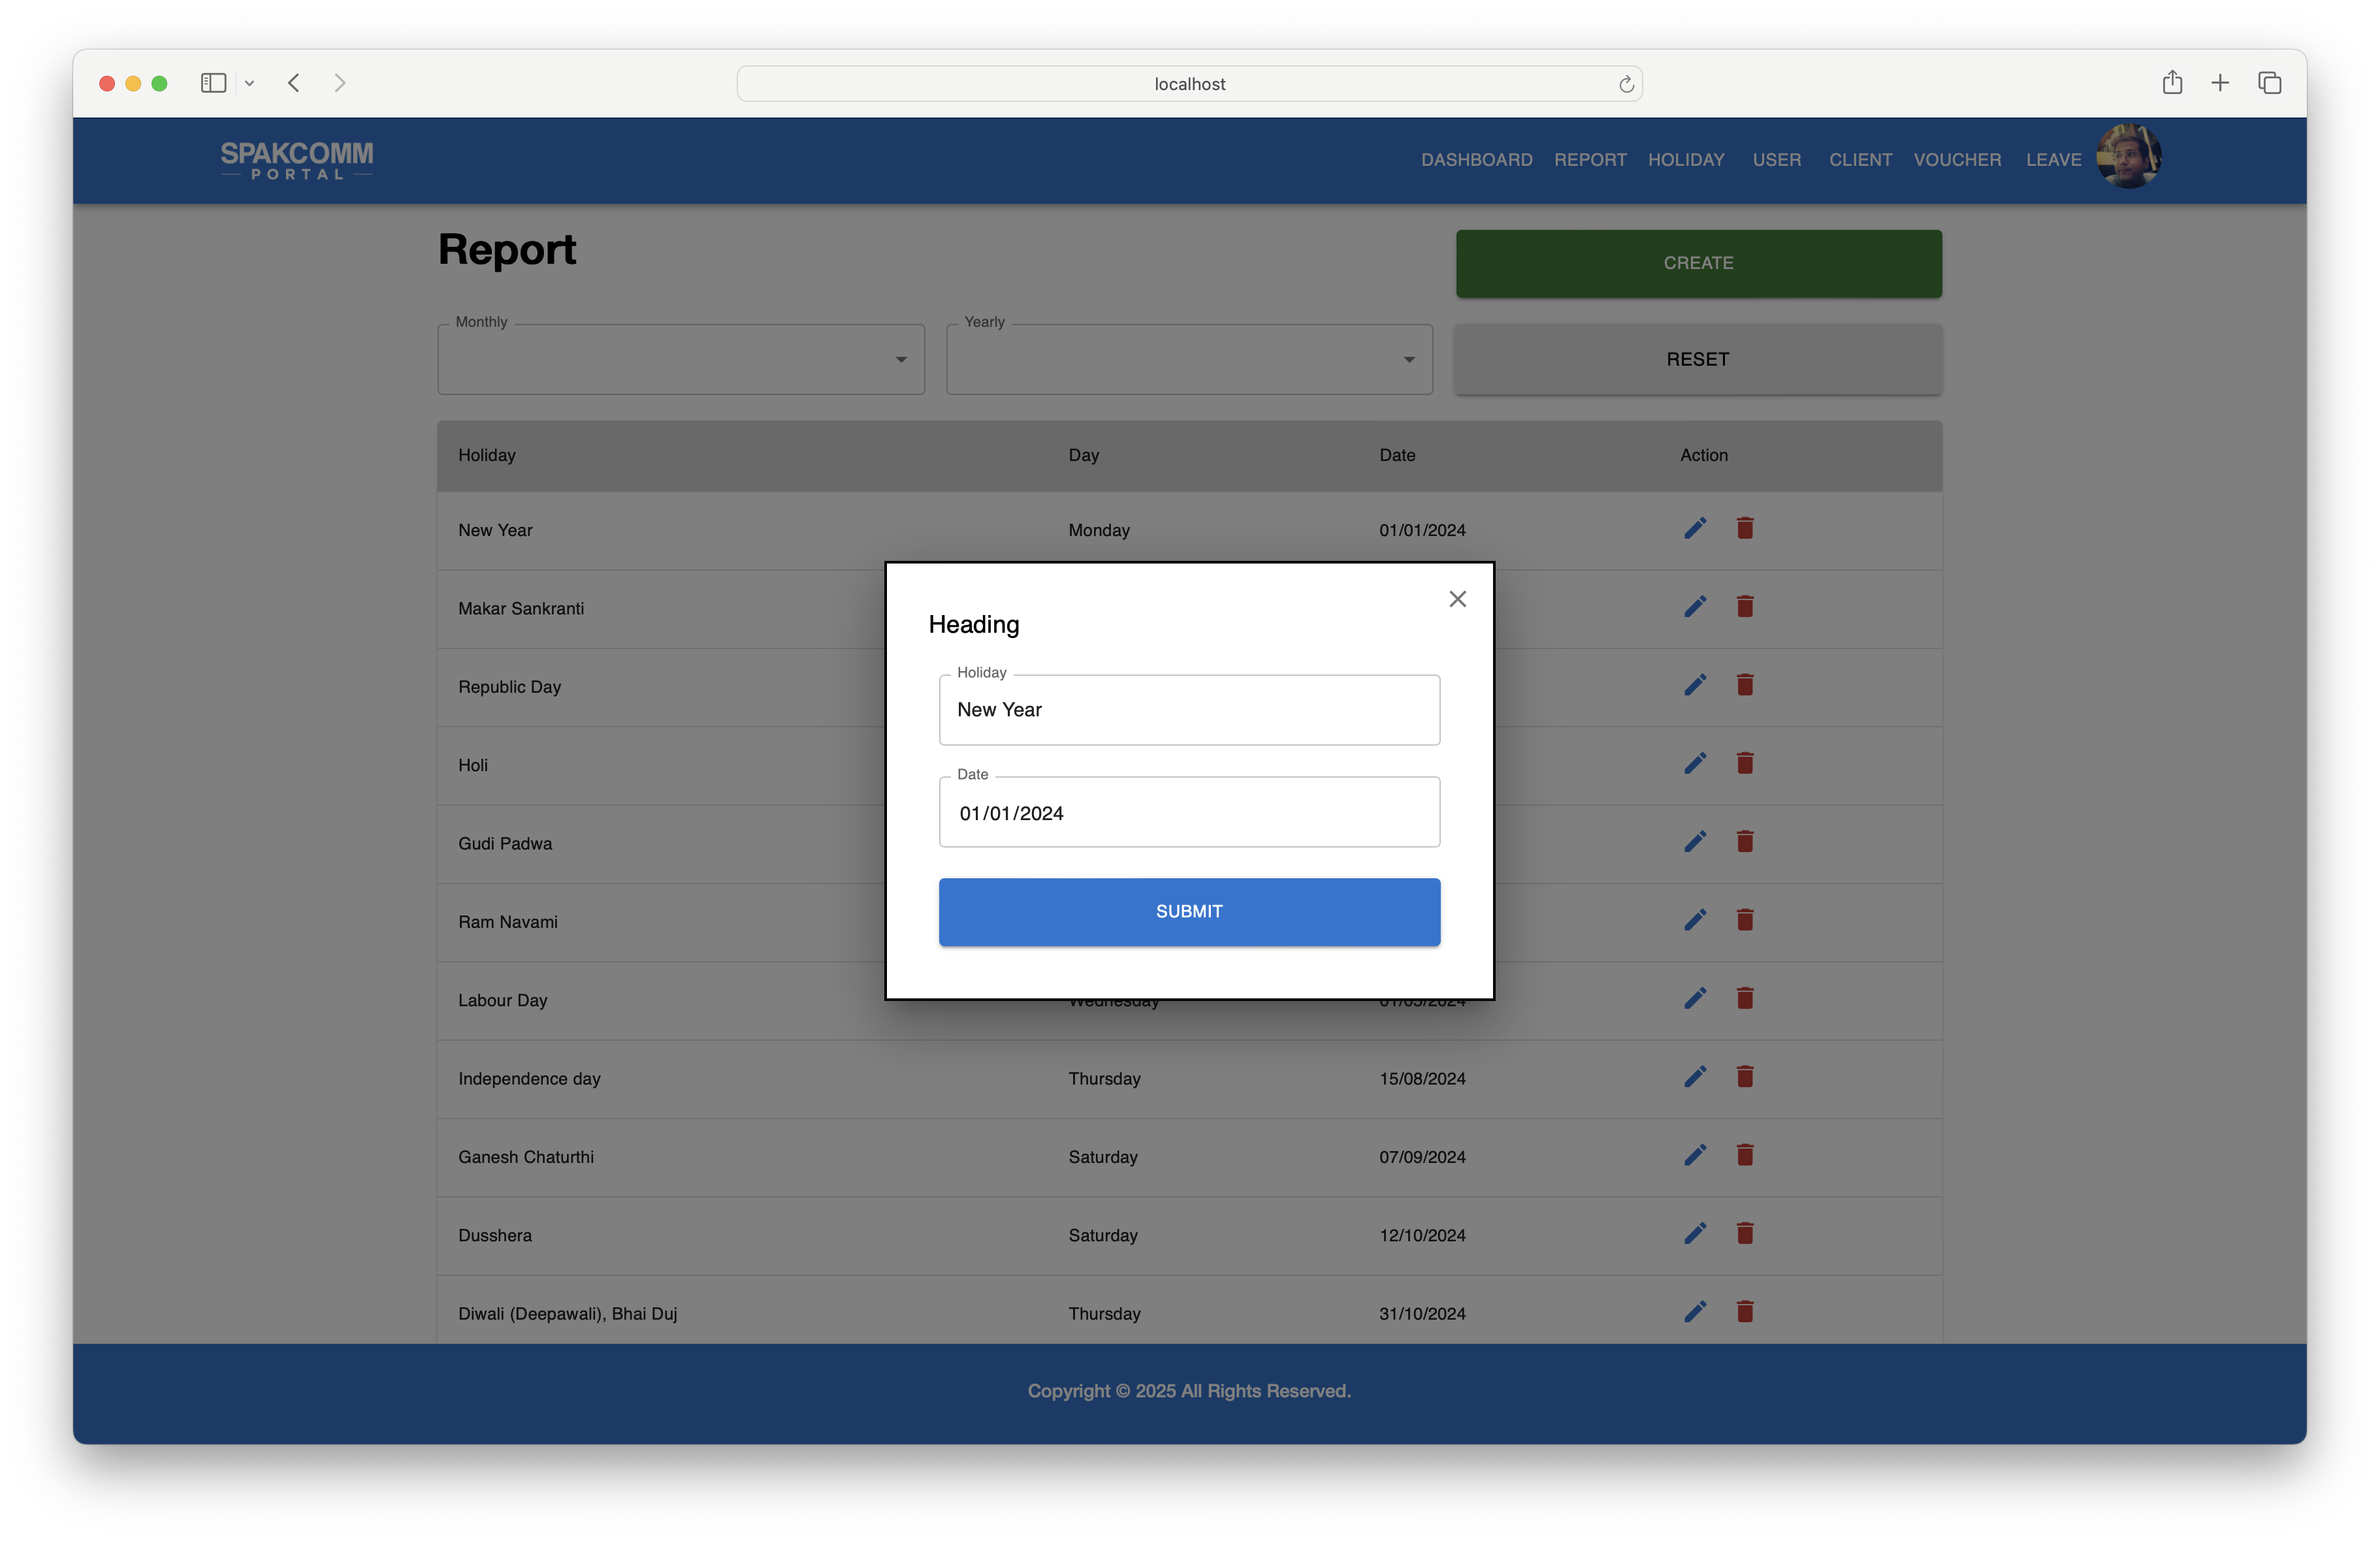 localhost
SPAKCOMM
PORTAL
DASHBOARD REPORT HOLIDAY USER CLIENT VOUCHER LEAVE
Report
CREATE
Monthly
Yearly
RESET
Holiday Day Date Action
New Year Monday 01/01/2024
Makar Sankranti
Republic Day
Holi
Gudi Padwa
Ram Navami
Labour Day Wednesday 01/05/2024
Independence day Thursday 15/08/2024
Ganesh Chaturthi Saturday 07/09/2024
Dusshera Saturday 12/10/2024
Diwali (Deepawali), Bhai Duj Thursday 31/10/2024
Heading
Holiday
New Year
Date
01/01/2024
SUBMIT
Copyright © 2025 All Rights Reserved.